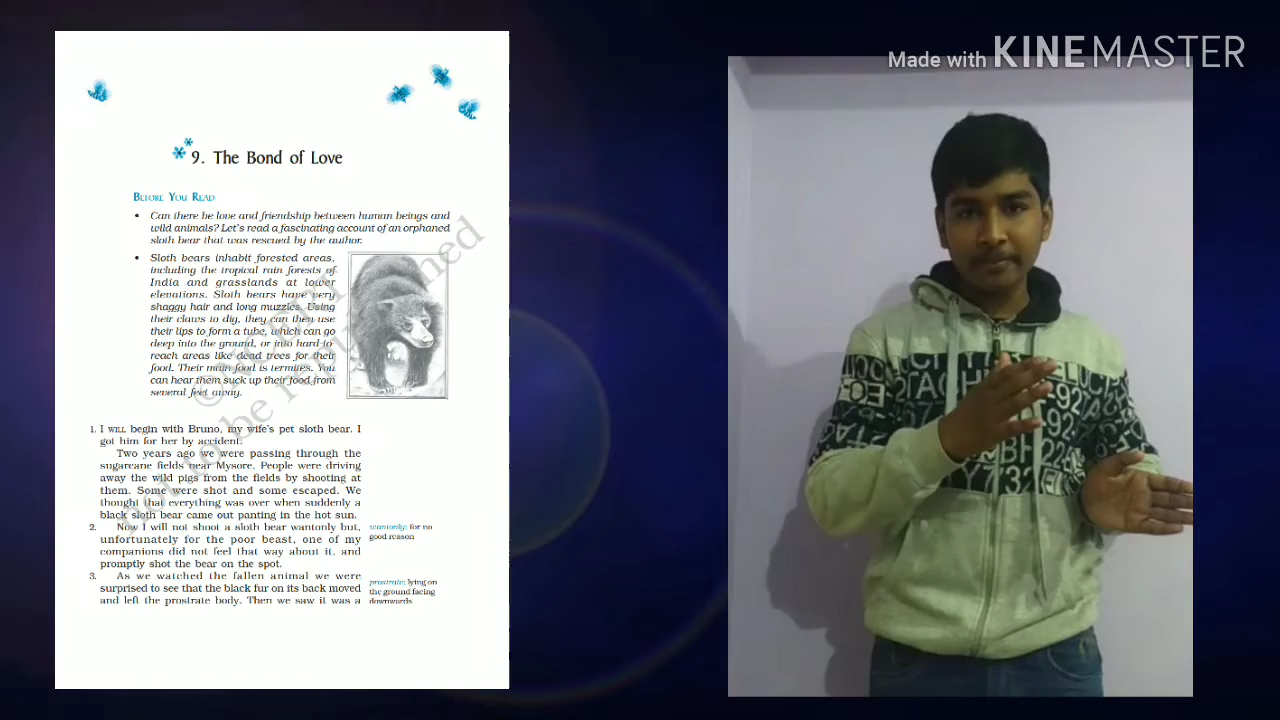 Made with KINEMASTER
9. The Bond of Love
BEFORE YOU READ
• Can there be love and friendship between human beings and
wild animals? Let's read a fascinating account of an orphaned
sloth bear that was rescued by the author.
• Sloth bears inhabit forested areas,
including the tropical rain forests of
India and grasslands at lower
elevations. Sloth bears have very
shaggy hair and long muzzles. Using
their claws to dig, they can then use
their lips to form a tube, which can go
deep into the ground, or into hard-to-
reach areas like dead trees for their
food. Their main food is termites. You
can hear them suck up their food from
several feet away.
1. I WILL begin with Bruno, my wife's pet sloth bear. I
got him for her by accident.
Two years ago we were passing through the
sugarcane fields near Mysore. People were driving
away the wild pigs from the fields by shooting at
them. Some were shot and some escaped. We
thought that everything was over when suddenly a
black sloth bear came out panting in the hot sun.
2. Now I will not shoot a sloth bear wantonly but,
unfortunately for the poor beast, one of my
companions did not feel that way about it, and
promptly shot the bear on the spot.
wantonly: for no
good reason
3. As we watched the fallen animal we were
surprised to see that the black fur on its back moved
and left the prostrate body. Then we saw it was a
prostrate: lying on
the ground facing
downwards
not to be republished